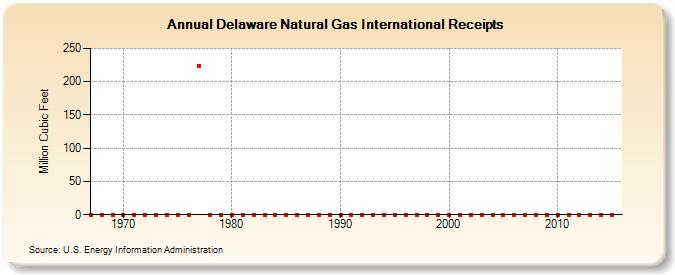 Annual Delaware Natural Gas International Receipts
250
200
150
100
50
0
Million Cubic Feet
1970 1980 1990 2000 2010
Source: U.S. Energy Information Administration